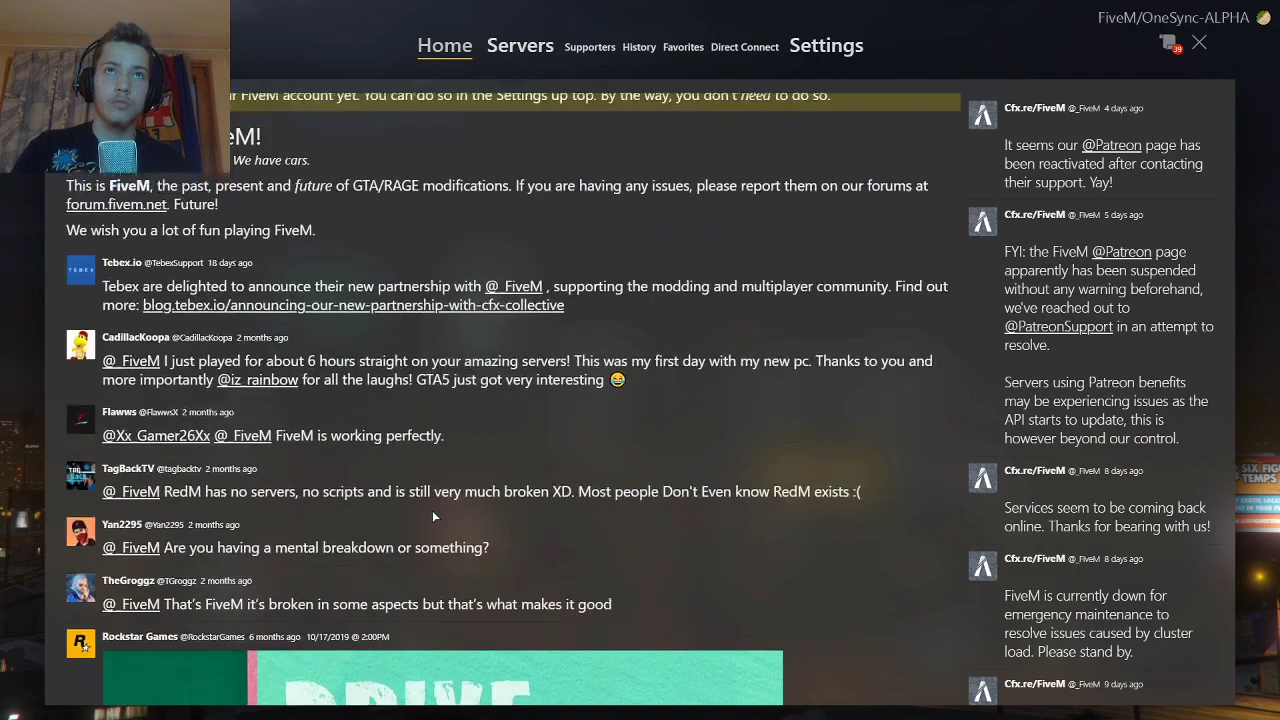 FiveM/OneSync-ALPHA
Home Servers Supporters History Favorites Direct Connect Settings
39
FiveM account yet. You can do so in the Settings up top. By the way, you don't need to do so.
eM!
We have cars.
This is FiveM, the past, present and future of GTA/RAGE modifications. If you are having any issues, please report them on our forums at
forum.fivem.net. Future!
We wish you a lot of fun playing FiveM.
TEBEX
Tebex.io @TebexSupport 18 days ago
Tebex are delighted to announce their new partnership with @_FiveM , supporting the modding and multiplayer community. Find out
more: blog.tebex.io/announcing-our-new-partnership-with-cfx-collective
CadillacKoopa @CadillacKoopa 2 months ago
@_FiveM I just played for about 6 hours straight on your amazing servers! This was my first day with my new pc. Thanks to you and
more importantly @iz_rainbow for all the laughs! GTA5 just got very interesting 😂
Flawws @FlawwsX 2 months ago
@Xx_Gamer26Xx @_FiveM FiveM is working perfectly.
TagBackTV @tagbacktv 2 months ago
@_FiveM RedM has no servers, no scripts and is still very much broken XD. Most people Don't Even know RedM exists :(
Yan2295 @Yan2295 2 months ago
@_FiveM Are you having a mental breakdown or something?
TheGroggz @TGroggz 2 months ago
@_FiveM That's FiveM it's broken in some aspects but that's what makes it good
Rockstar Games @RockstarGames 6 months ago 10/17/2019 @ 2:00PM
DRIVE
Cfx.re/FiveM @_FiveM 4 days ago
It seems our @Patreon page has
been reactivated after contacting
their support. Yay!
Cfx.re/FiveM @_FiveM 5 days ago
FYI: the FiveM @Patreon page
apparently has been suspended
without any warning beforehand,
we've reached out to
@PatreonSupport in an attempt to
resolve.
Servers using Patreon benefits
may be experiencing issues as the
API starts to update, this is
however beyond our control.
Cfx.re/FiveM @_FiveM 8 days ago
Services seem to be coming back
online. Thanks for bearing with us!
Cfx.re/FiveM @_FiveM 8 days ago
FiveM is currently down for
emergency maintenance to
resolve issues caused by cluster
load. Please stand by.
Cfx.re/FiveM @_FiveM 9 days ago
SIX FIG
TEMPS